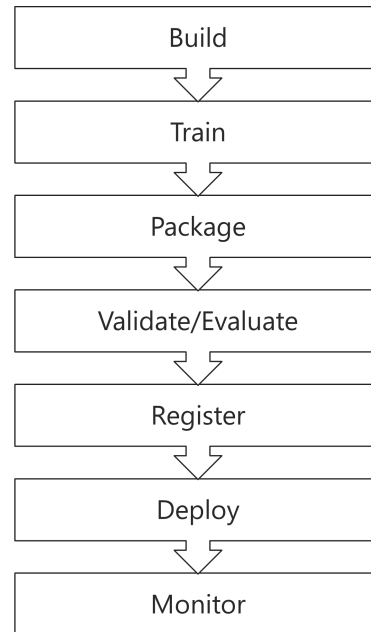 Build
Train
Package
Validate/Evaluate
Register
Deploy
Monitor